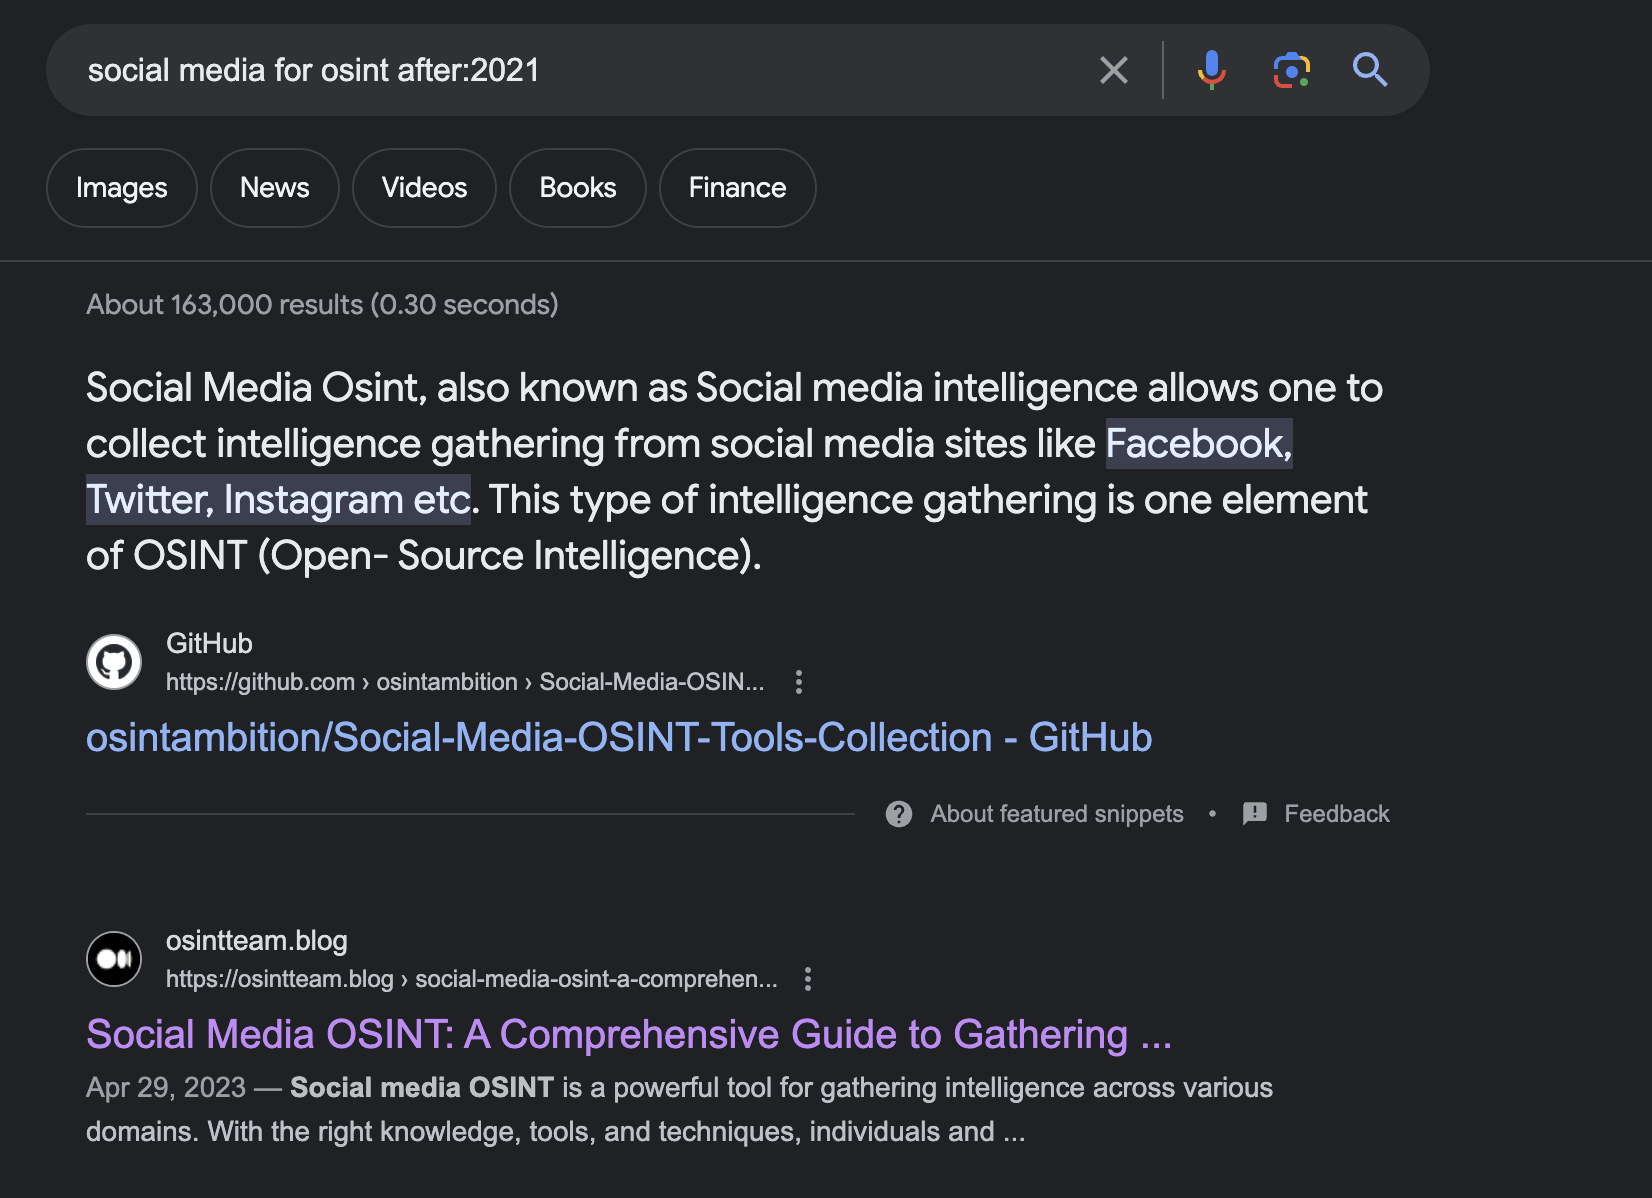 social media for osint after:2021
Images News Videos Books Finance
About 163,000 results (0.30 seconds)
Social Media Osint, also known as Social media intelligence allows one to
collect intelligence gathering from social media sites like Facebook,
Twitter, Instagram etc. This type of intelligence gathering is one element
of OSINT (Open- Source Intelligence).
GitHub
https://github.com › osintambition › Social-Media-OSIN...
osintambition/Social-Media-OSINT-Tools-Collection - GitHub
About featured snippets • Feedback
osintteam.blog
https://osintteam.blog › social-media-osint-a-comprehen...
Social Media OSINT: A Comprehensive Guide to Gathering ...
Apr 29, 2023 — Social media OSINT is a powerful tool for gathering intelligence across various
domains. With the right knowledge, tools, and techniques, individuals and ...